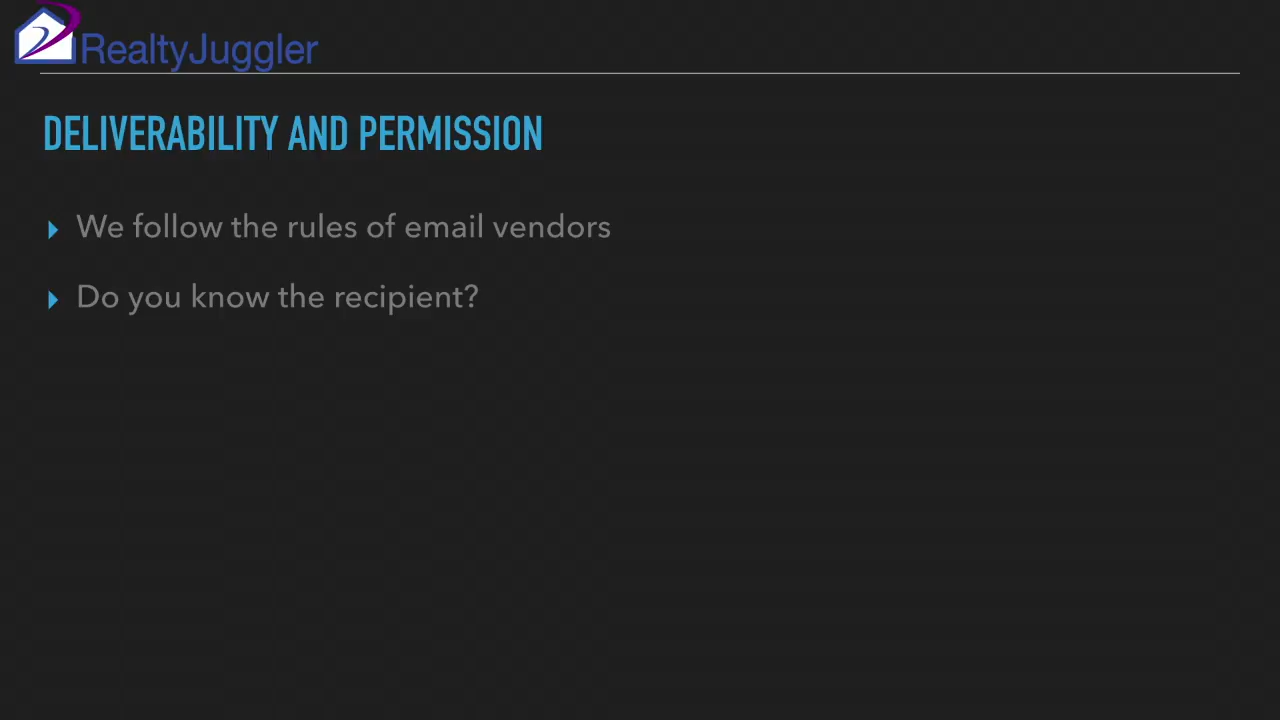 RealtyJuggler
DELIVERABILITY AND PERMISSION
We follow the rules of email vendors
Do you know the recipient?